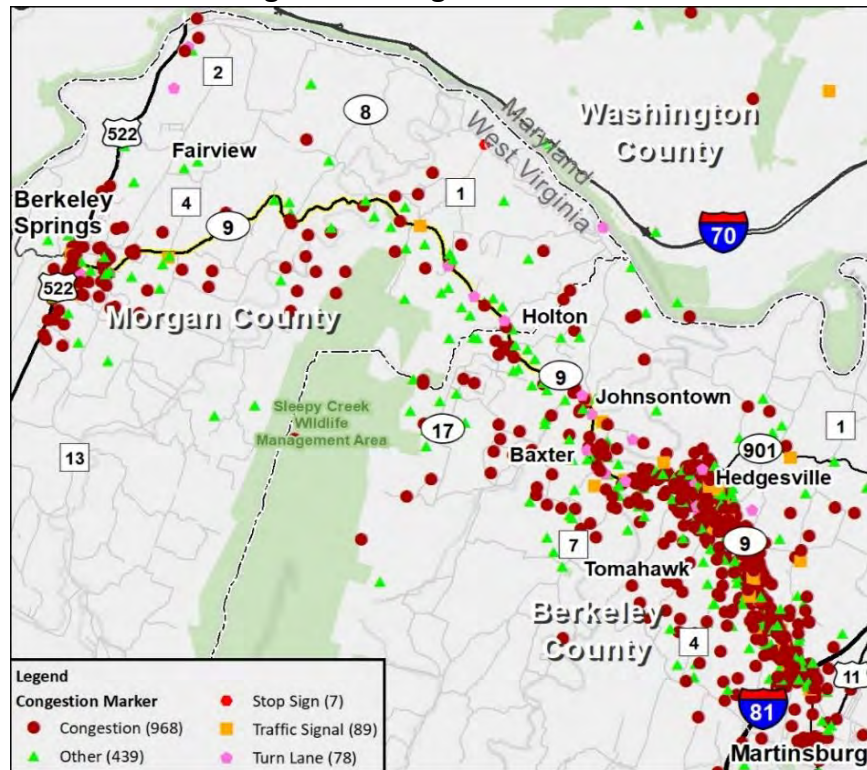 2
522
8
Maryland
West Virginia
Washington
County
Fairview
Berkeley
Springs
4
9
1
70
522
Morgan County
Holton
9
Johnsontown
Sleepy Creek
Wildlife
Management Area
17
13
Baxter
901
1
Hedgesville
7
9
Tomahawk
Berkeley
County
4
11
81
Martinsburg
Legend
Congestion Marker
Congestion (968)
Other (439)
Stop Sign (7)
Traffic Signal (89)
Turn Lane (78)